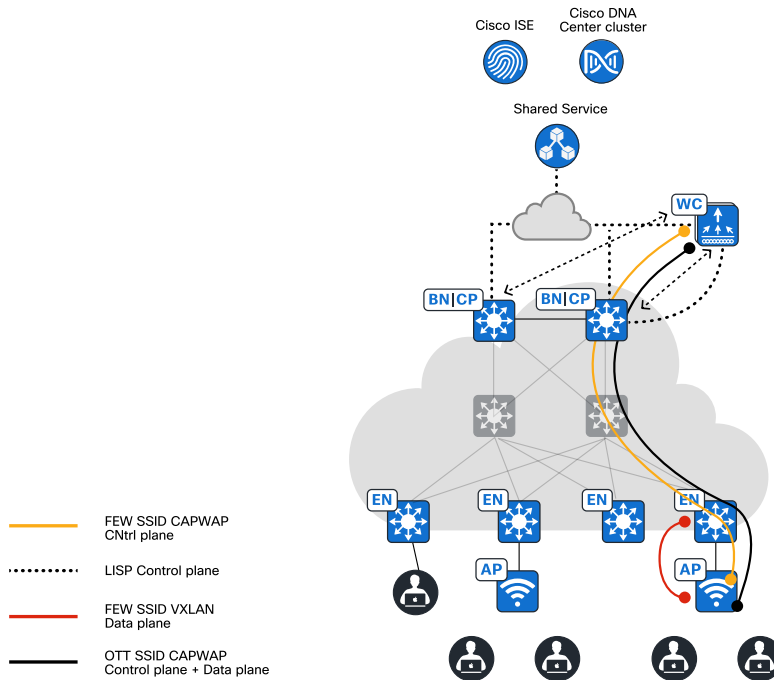 Cisco ISE
Cisco DNA
Center cluster
Shared Service
WC
BN|CP
BN|CP
EN
EN
EN
EN
AP
AP
FEW SSID CAPWAP
CNtrl plane
LISP Control plane
FEW SSID VXLAN
Data plane
OTT SSID CAPWAP
Control plane + Data plane